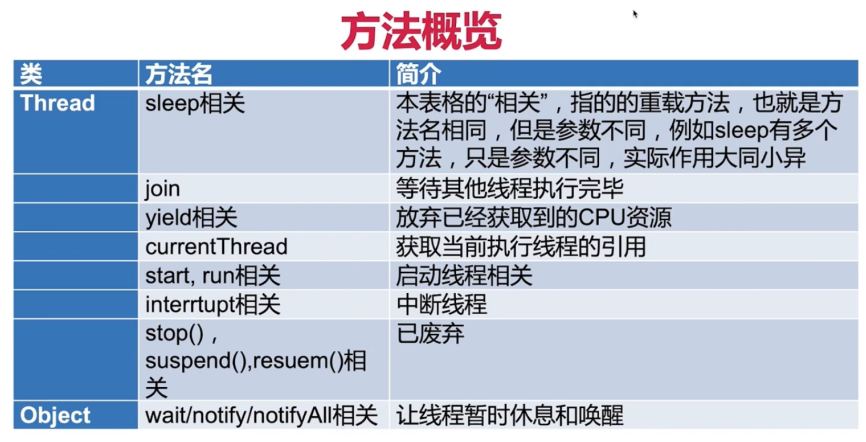 方法概览
类 方法名 简介
Thread sleep相关 本表格的“相关”，指的的重载方法，也就是方
法名相同，但是参数不同，例如sleep有多个
方法，只是参数不同，实际作用大同小异
join 等待其他线程执行完毕
yield相关 放弃已经获取到的CPU资源
currentThread 获取当前执行线程的引用
start, run相关 启动线程相关
interrtupt相关 中断线程
stop()， 已废弃
suspend(),resuem()相
关
Object wait/notify/notifyAll相关 让线程暂时休息和唤醒